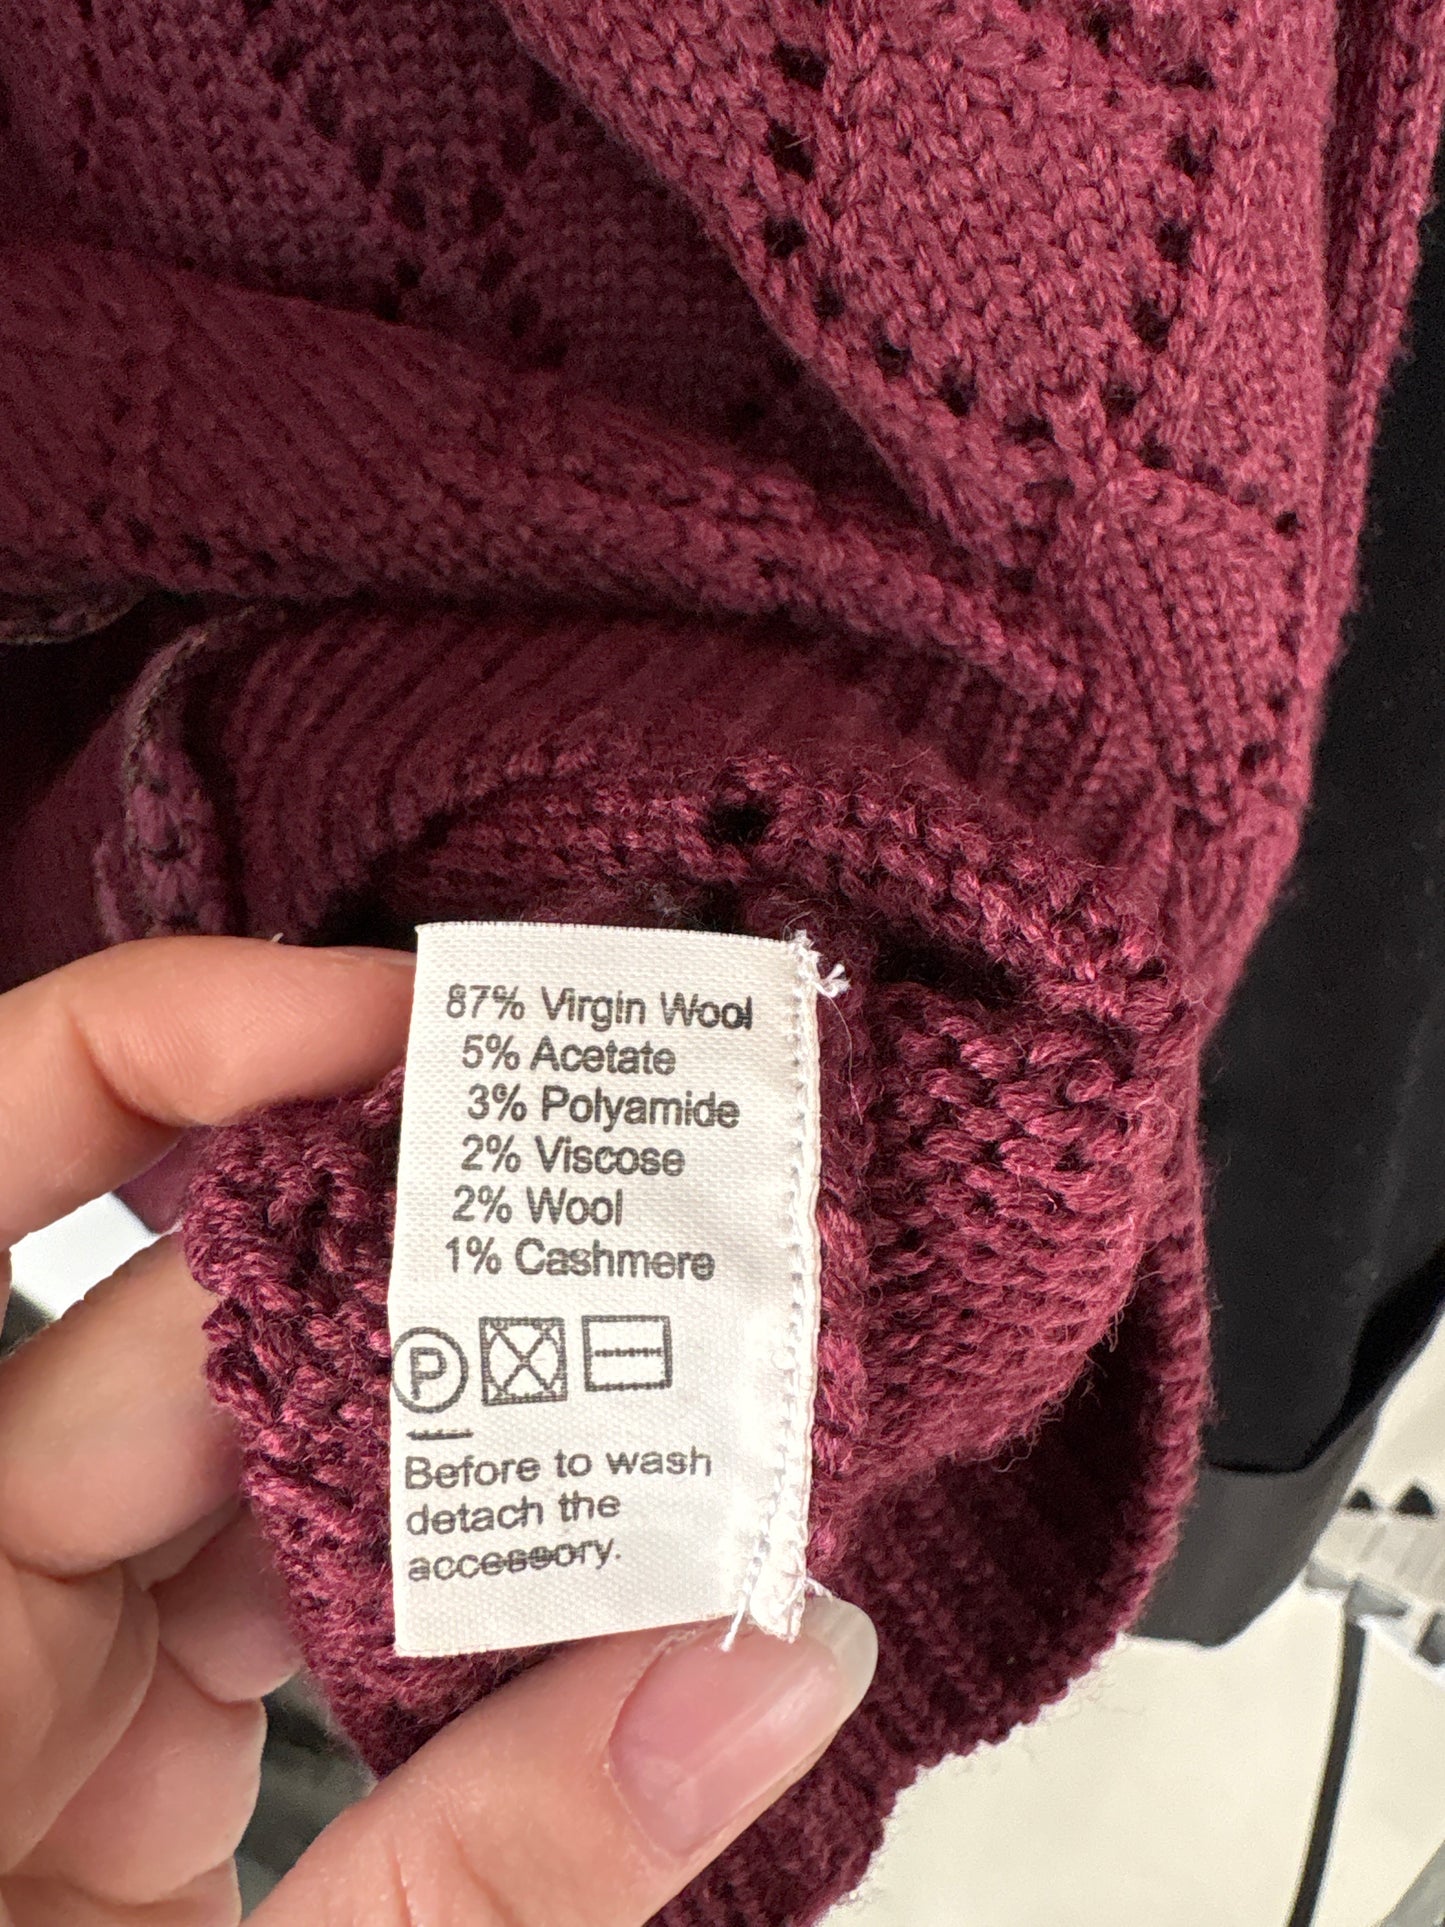 87% Virgin Wool
5% Acetate
3% Polyamide
2% Viscose
2% Wool
1% Cashmere
P
Before to wash
detach the
accessory.